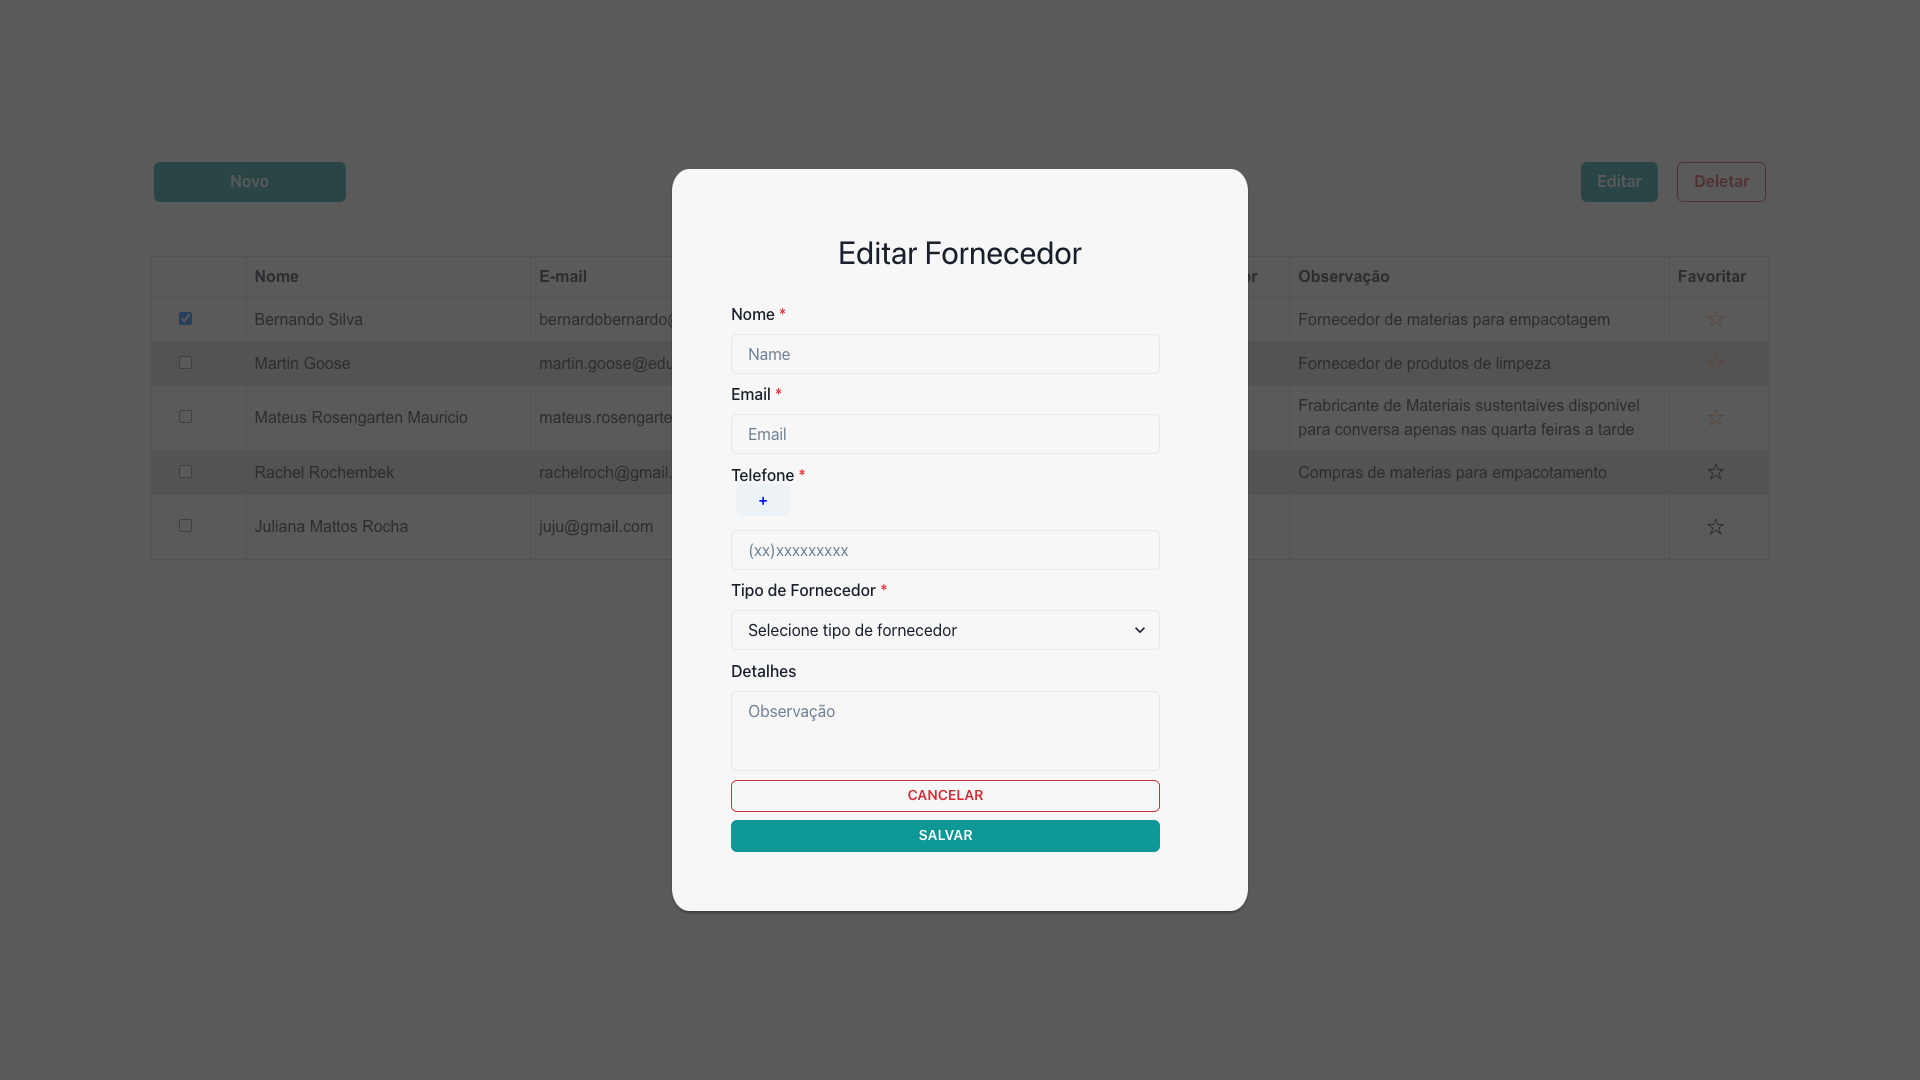 Novo
Editar
Deletar
Nome
E-mail
Observação
Favoritar
Bernando Silva
bernardobernardo@
Fornecedor de materias para empacotagem
Martin Goose
martin.goose@edu
Fornecedor de produtos de limpeza
Mateus Rosengarten Mauricio
mateus.rosengarte
Frabricante de Materiais sustentaives disponivel
para conversa apenas nas quarta feiras a tarde
Rachel Rochembek
rachelroch@gmail.
Compras de materias para empacotamento
Juliana Mattos Rocha
juju@gmail.com
Editar Fornecedor
Nome *
Name
Email *
Email
Telefone *
+
(xx)xxxxxxxxx
Tipo de Fornecedor *
Selecione tipo de fornecedor
Detalhes
Observação
CANCELAR
SALVAR